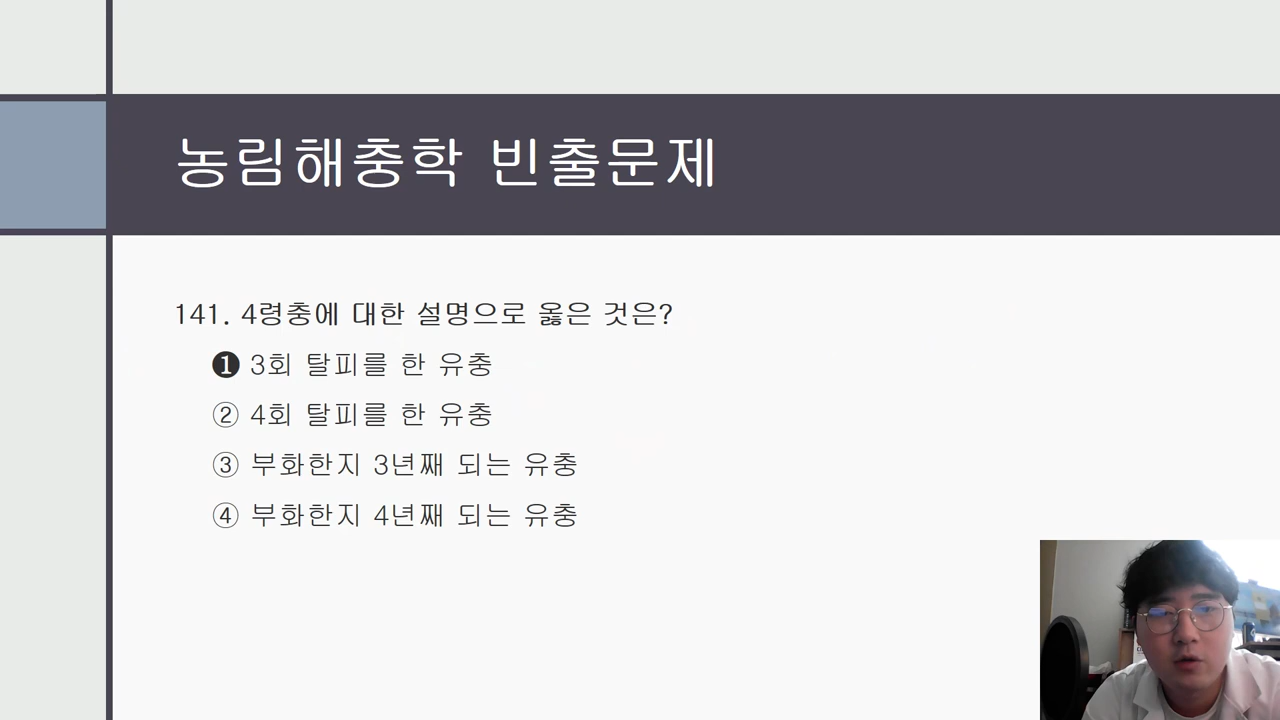 농림해충학 빈출문제
141. 4령충에 대한 설명으로 옳은 것은?
❶ 3회 탈피를 한 유충
② 4회 탈피를 한 유충
③ 부화한지 3년째 되는 유충
④ 부화한지 4년째 되는 유충